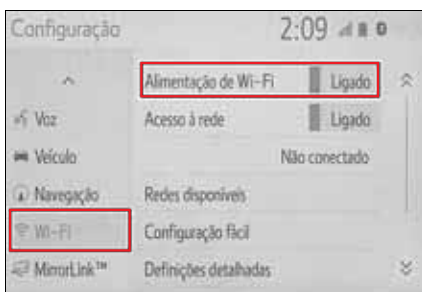 Configuração 2:09
Alimentação de Wi-Fi Ligado
Voz Acesso à rede Ligado
Veículo Não conectado
Navegação Redes disponíveis
Wi-Fi Configuração fácil
MirrorLink™ Definições detalhadas